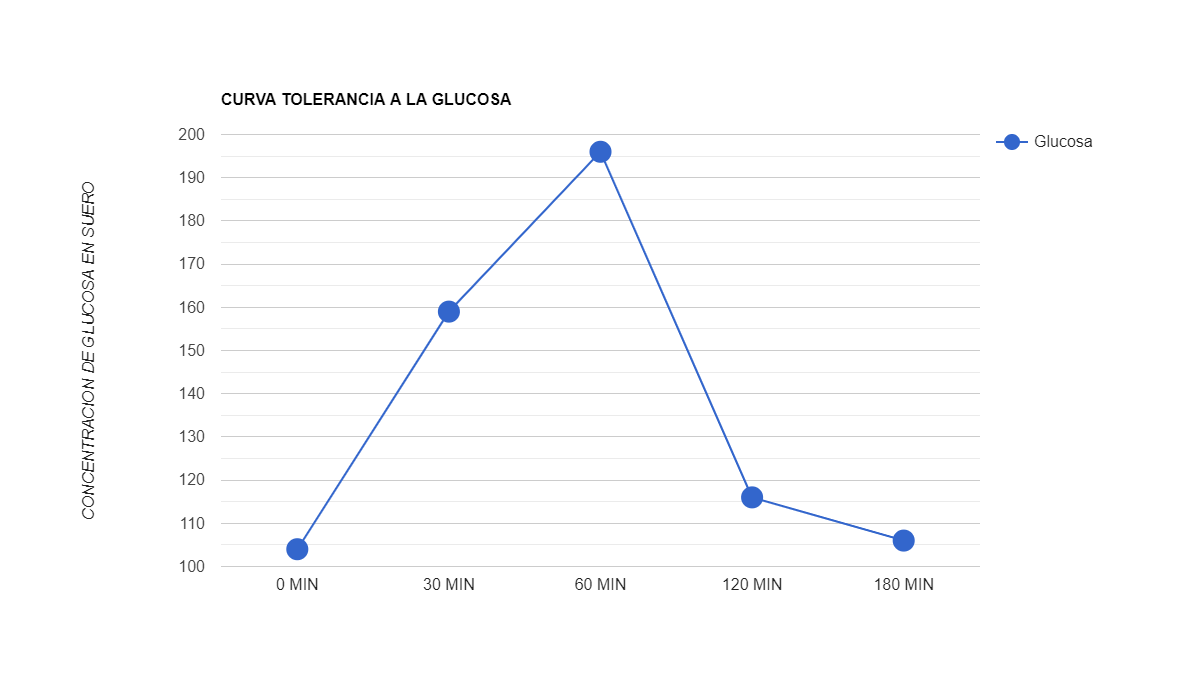 CURVA TOLERANCIA A LA GLUCOSA
CONCENTRACION DE GLUCOSA EN SUERO
200
190
180
170
160
150
140
130
120
110
100
0 MIN
30 MIN
60 MIN
120 MIN
180 MIN
Glucosa